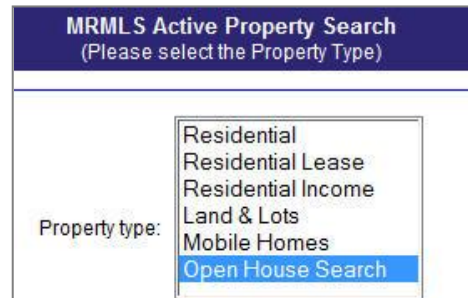 MRMLS Active Property Search
(Please select the Property Type)
Residential
Residential Lease
Residential Income
Land & Lots
Property type:
Mobile Homes
Open House Search